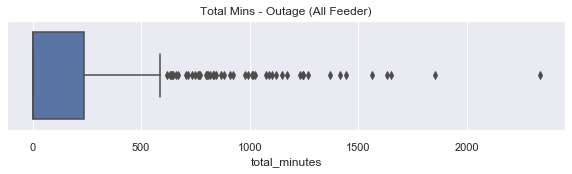 Total Mins - Outage (All Feeder)
0 500 1000 1500 2000
total_minutes